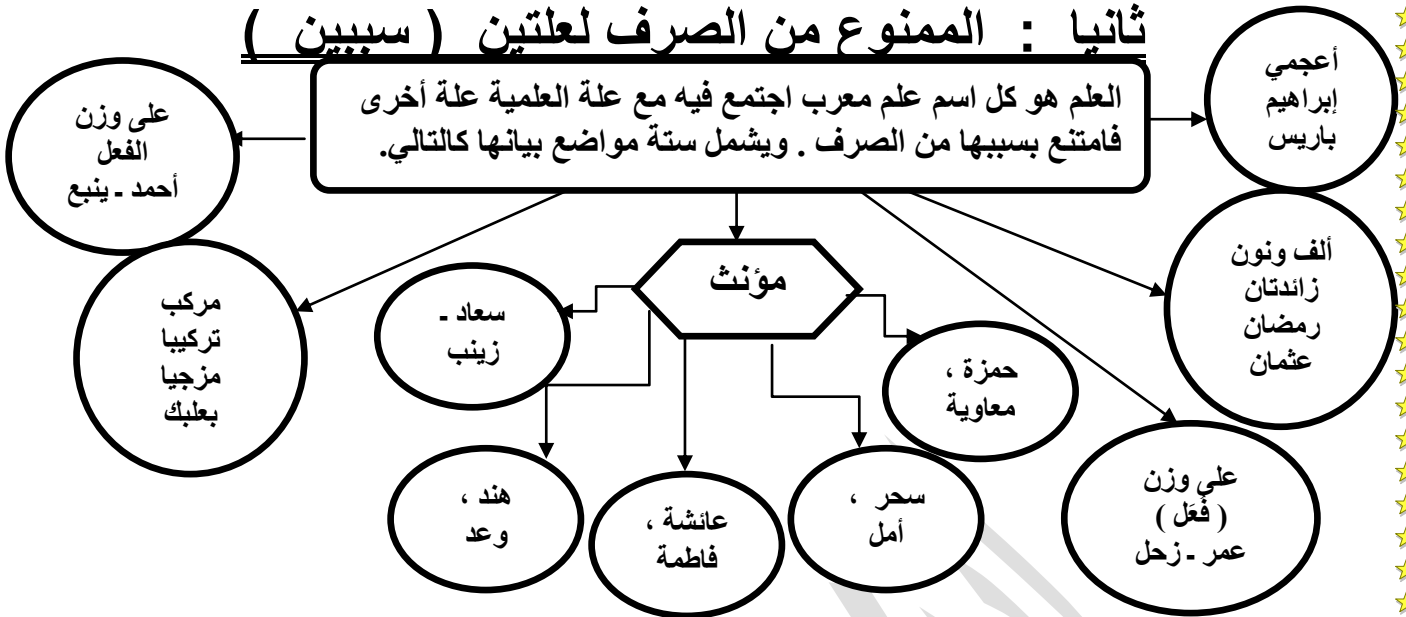 ثانيا : الممنوع من الصرف لعلتين ( سببين )
العلم هو كل اسم علم معرب اجتمع فيه مع علة العلمية علة أخرى
فامتنع بسببها من الصرف . ويشمل ستة مواضع بيانها كالتالي.
أعجمي
إبراهيم
باريس
على وزن
الفعل
أحمد ـ ينبع
ألف ونون
زائدتان
رمضان
عثمان
مؤنث
مركب
تركيبا
مزجيا
بعلبك
سعاد ـ
زينب
حمزة ،
معاوية
على وزن
( فُعَل )
عمر ـ زحل
سحر ،
أمل
عائشة ،
فاطمة
هند ،
وعد